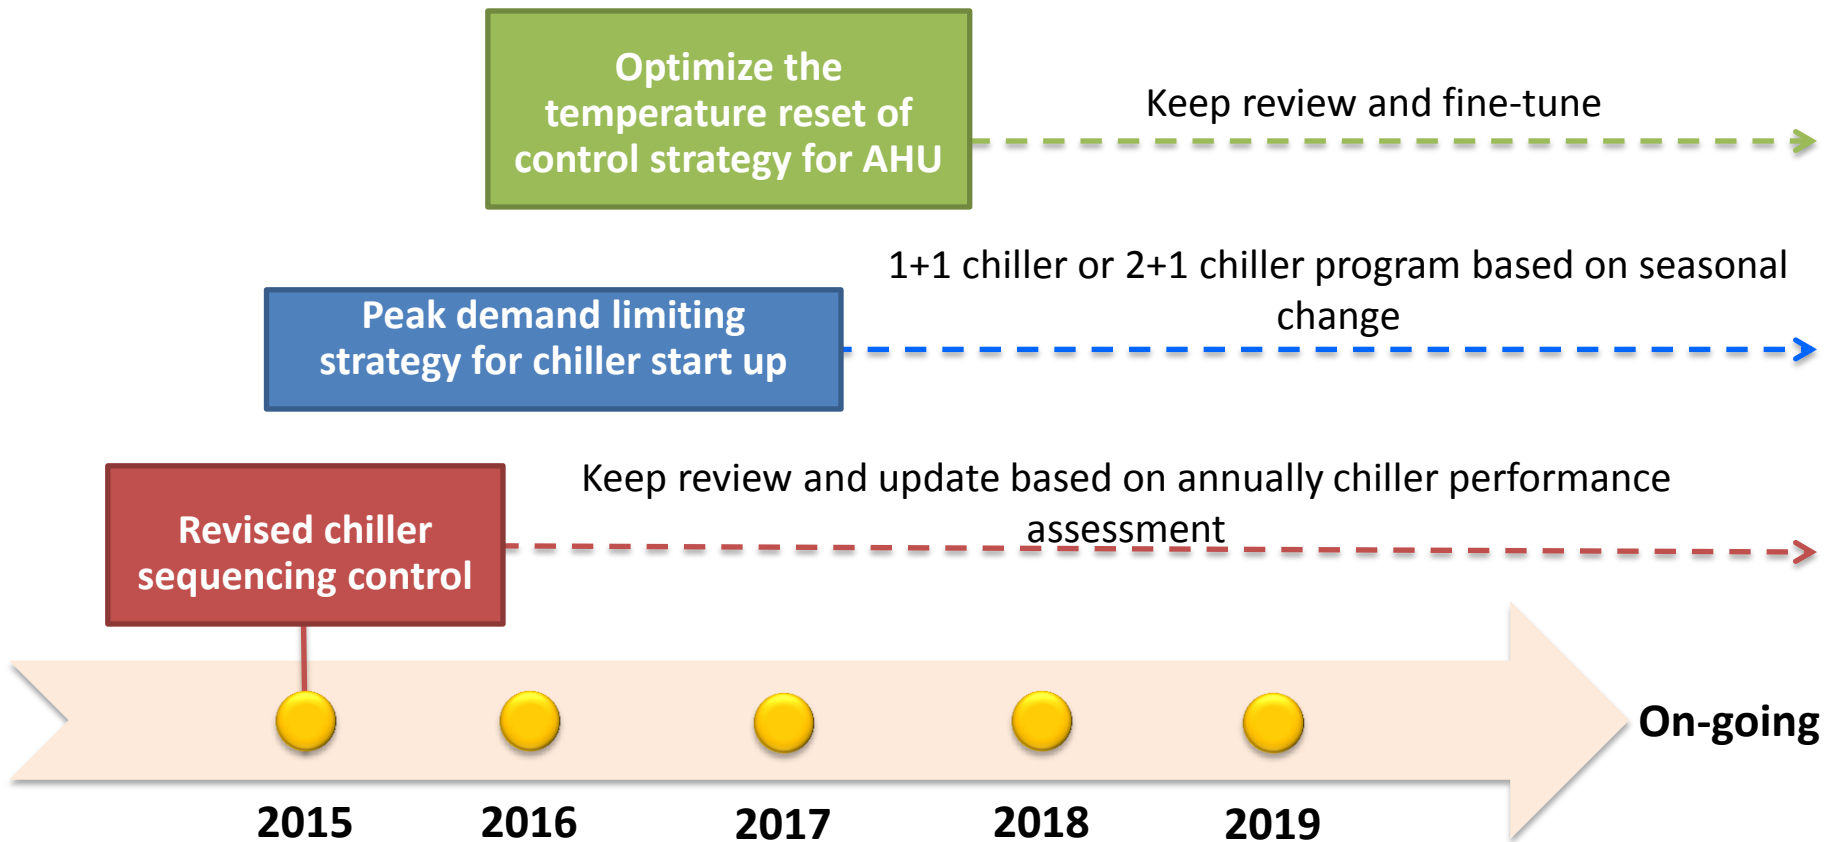 Optimize the
temperature reset of
control strategy for AHU
Keep review and fine-tune
1+1 chiller or 2+1 chiller program based on seasonal
change
Peak demand limiting
strategy for chiller start up
Keep review and update based on annually chiller performance
assessment
Revised chiller
sequencing control
On-going
2015
2016
2017
2018
2019